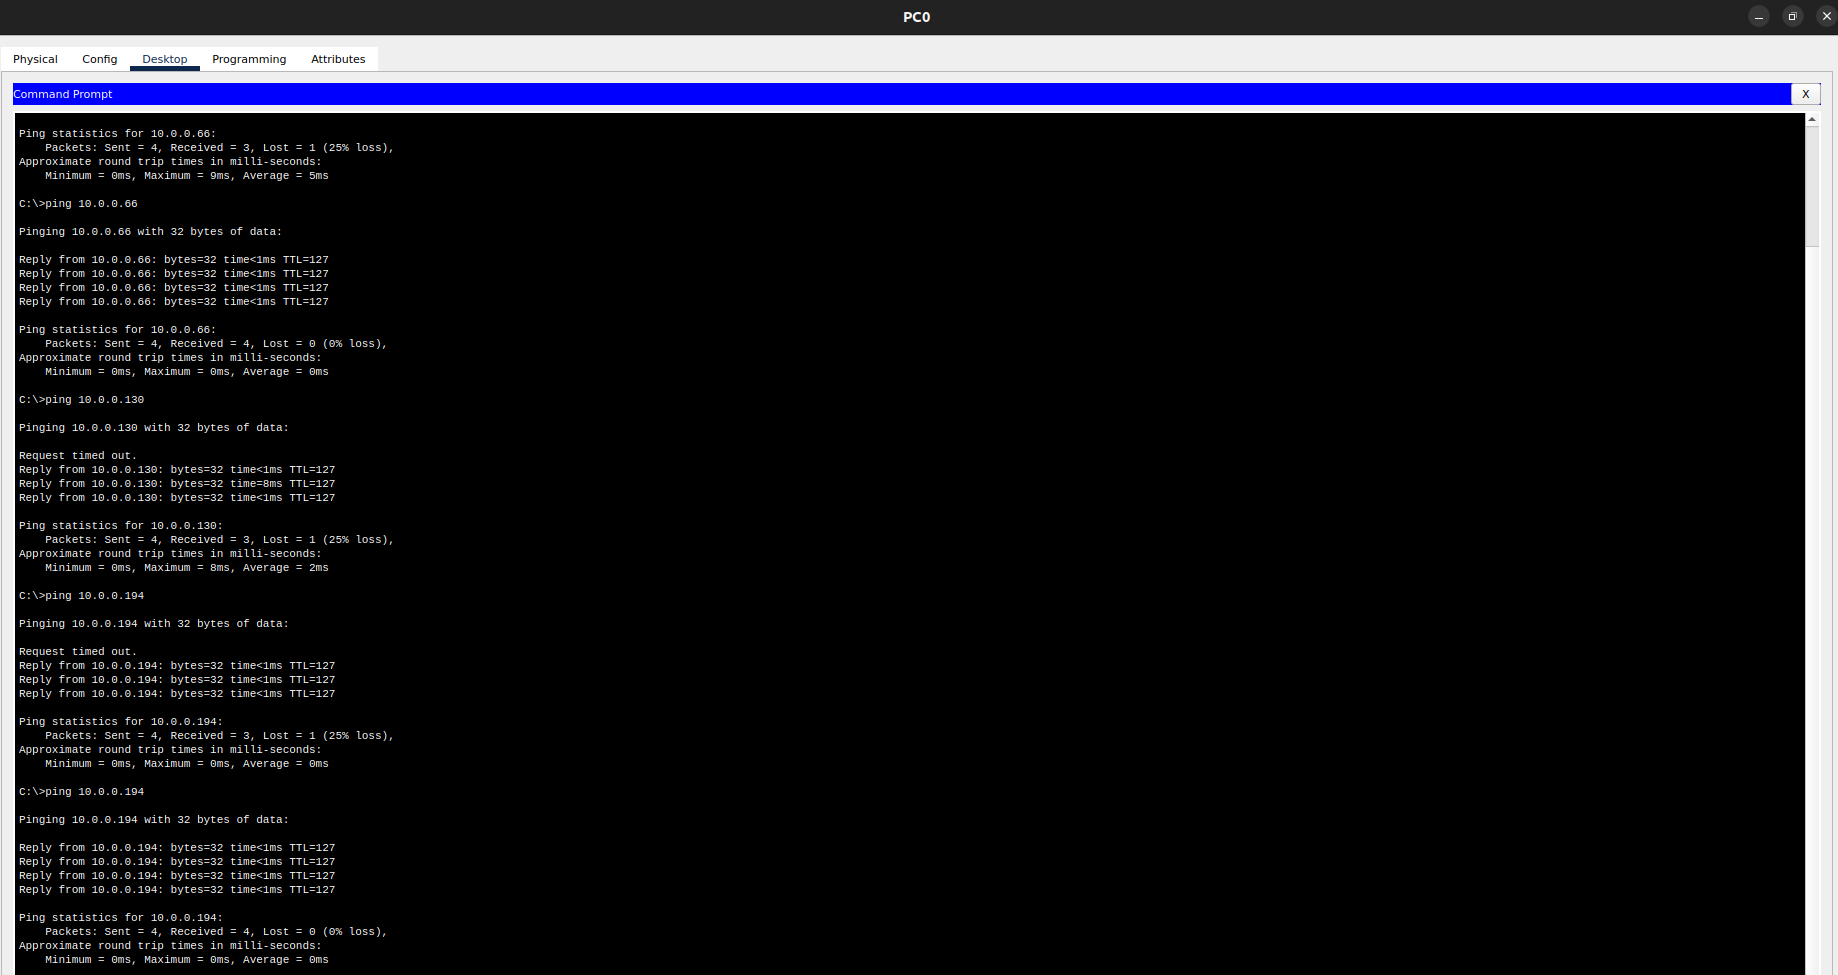 PC0
Physical Config Desktop Programming Attributes
Command Prompt X
Ping statistics for 10.0.0.66:
    Packets: Sent = 4, Received = 3, Lost = 1 (25% loss),
Approximate round trip times in milli-seconds:
    Minimum = 0ms, Maximum = 9ms, Average = 5ms
C:\>ping 10.0.0.66
Pinging 10.0.0.66 with 32 bytes of data:
Reply from 10.0.0.66: bytes=32 time<1ms TTL=127
Reply from 10.0.0.66: bytes=32 time<1ms TTL=127
Reply from 10.0.0.66: bytes=32 time<1ms TTL=127
Reply from 10.0.0.66: bytes=32 time<1ms TTL=127
Ping statistics for 10.0.0.66:
    Packets: Sent = 4, Received = 4, Lost = 0 (0% loss),
Approximate round trip times in milli-seconds:
    Minimum = 0ms, Maximum = 0ms, Average = 0ms
C:\>ping 10.0.0.130
Pinging 10.0.0.130 with 32 bytes of data:
Request timed out.
Reply from 10.0.0.130: bytes=32 time<1ms TTL=127
Reply from 10.0.0.130: bytes=32 time=8ms TTL=127
Reply from 10.0.0.130: bytes=32 time<1ms TTL=127
Ping statistics for 10.0.0.130:
    Packets: Sent = 4, Received = 3, Lost = 1 (25% loss),
Approximate round trip times in milli-seconds:
    Minimum = 0ms, Maximum = 8ms, Average = 2ms
C:\>ping 10.0.0.194
Pinging 10.0.0.194 with 32 bytes of data:
Request timed out.
Reply from 10.0.0.194: bytes=32 time<1ms TTL=127
Reply from 10.0.0.194: bytes=32 time<1ms TTL=127
Reply from 10.0.0.194: bytes=32 time<1ms TTL=127
Ping statistics for 10.0.0.194:
    Packets: Sent = 4, Received = 3, Lost = 1 (25% loss),
Approximate round trip times in milli-seconds:
    Minimum = 0ms, Maximum = 0ms, Average = 0ms
C:\>ping 10.0.0.194
Pinging 10.0.0.194 with 32 bytes of data:
Reply from 10.0.0.194: bytes=32 time<1ms TTL=127
Reply from 10.0.0.194: bytes=32 time<1ms TTL=127
Reply from 10.0.0.194: bytes=32 time<1ms TTL=127
Reply from 10.0.0.194: bytes=32 time<1ms TTL=127
Ping statistics for 10.0.0.194:
    Packets: Sent = 4, Received = 4, Lost = 0 (0% loss),
Approximate round trip times in milli-seconds:
    Minimum = 0ms, Maximum = 0ms, Average = 0ms